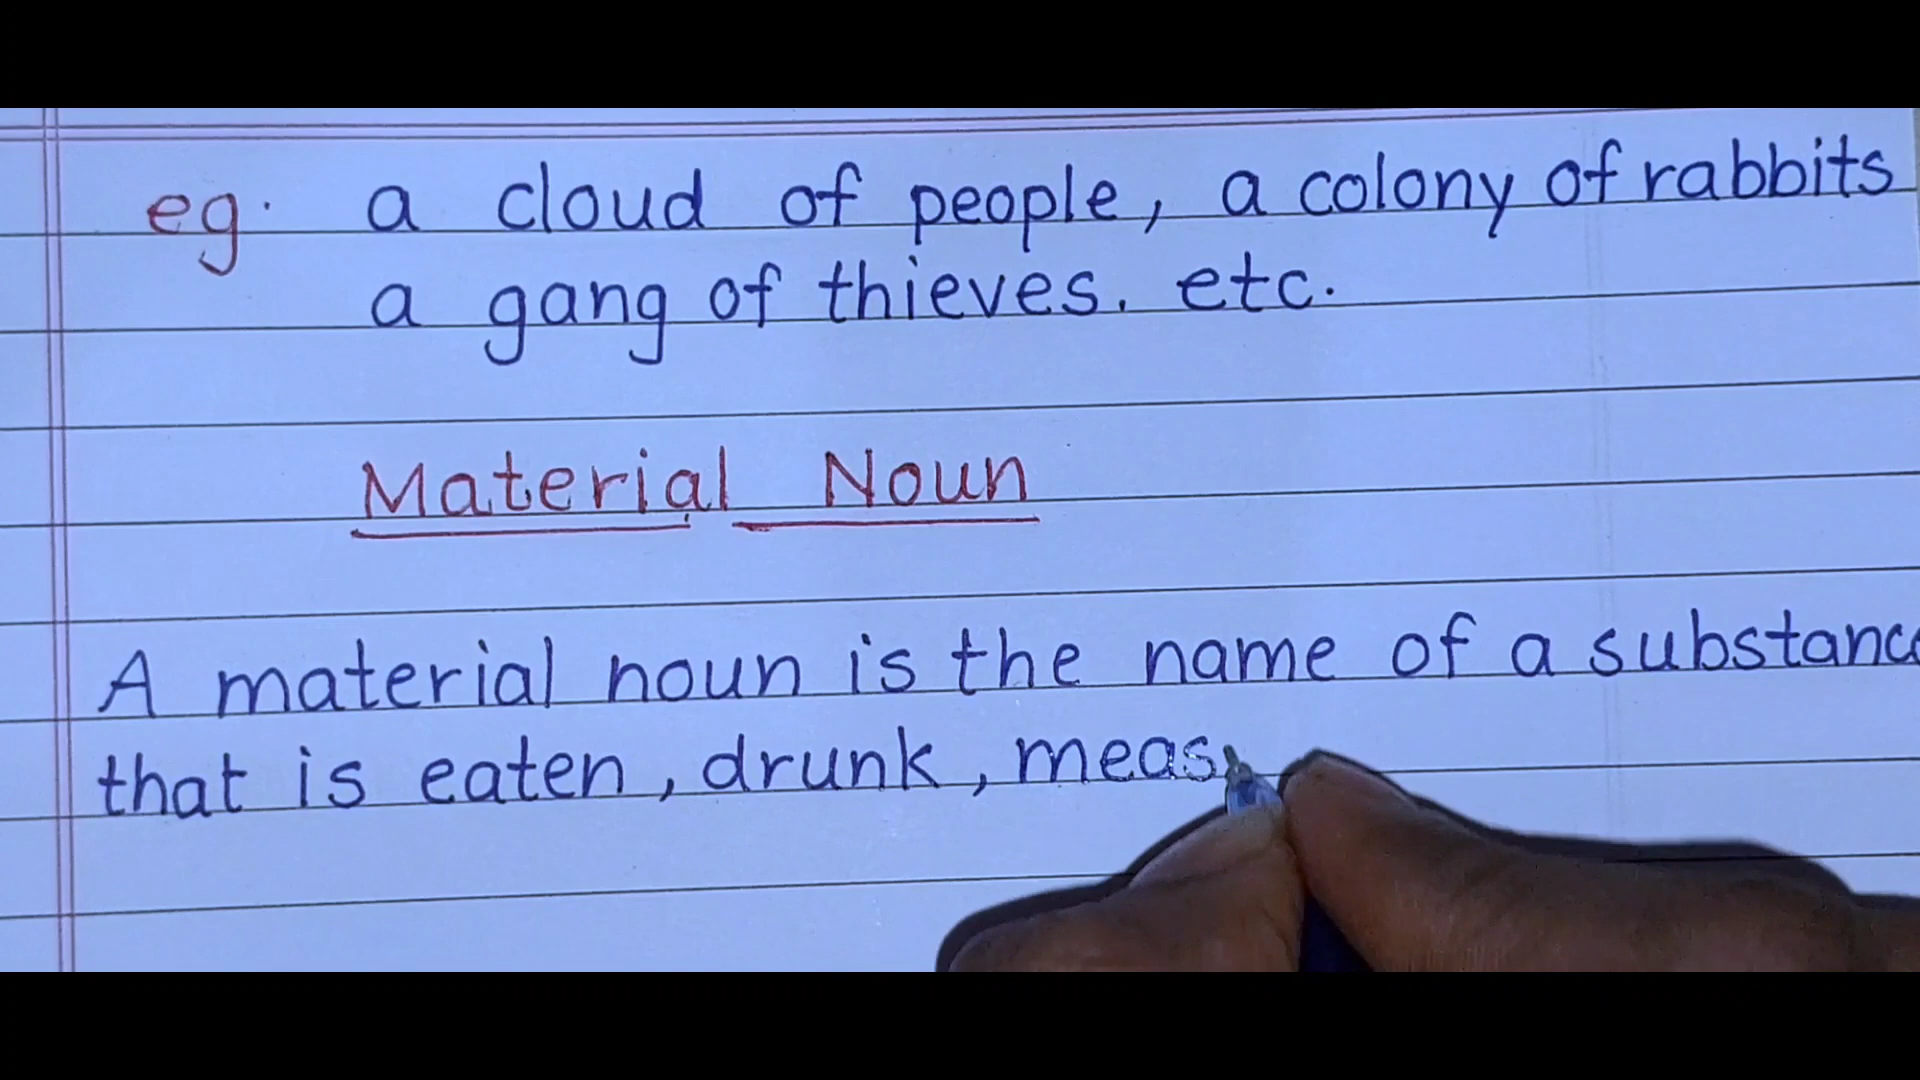 eg. a cloud of people, a colony of rabbits
a gang of thieves. etc.
Material Noun
A material noun is the name of a substanc
that is eaten, drunk, meas